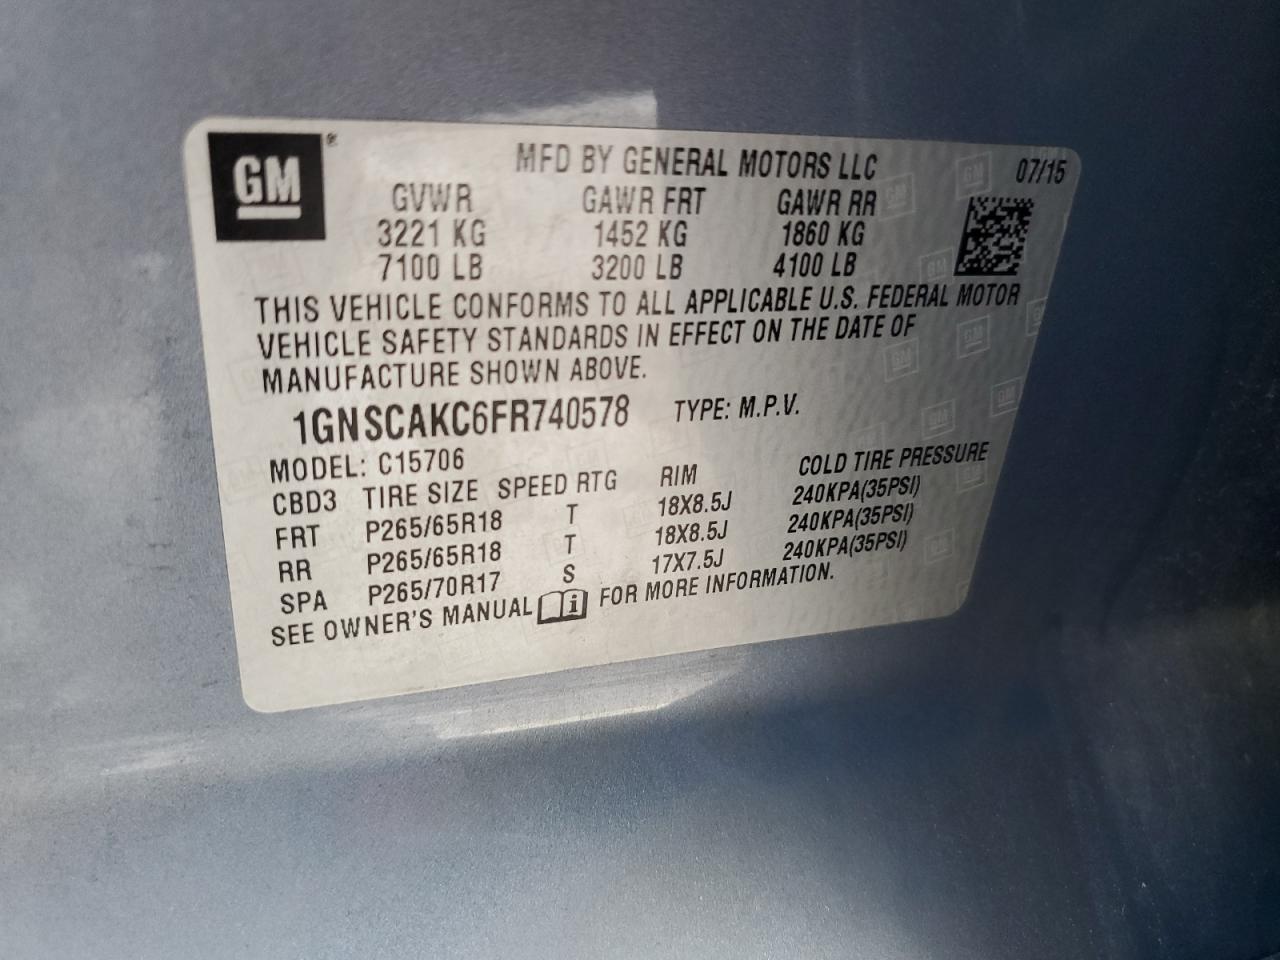 GM®
MFD BY GENERAL MOTORS LLC 07/15
GVWR GAWR FRT GAWR RR
3221 KG 1452 KG 1860 KG
7100 LB 3200 LB 4100 LB
THIS VEHICLE CONFORMS TO ALL APPLICABLE U.S. FEDERAL MOTOR
VEHICLE SAFETY STANDARDS IN EFFECT ON THE DATE OF
MANUFACTURE SHOWN ABOVE.
1GNSCAKC6FR740578 TYPE: M.P.V.
MODEL: C15706
CBD3 TIRE SIZE SPEED RTG RIM COLD TIRE PRESSURE
FRT P265/65R18 T 18X8.5J 240KPA(35PSI)
RR P265/65R18 T 18X8.5J 240KPA(35PSI)
SPA P265/70R17 S 17X7.5J 240KPA(35PSI)
SEE OWNER'S MANUAL i FOR MORE INFORMATION.